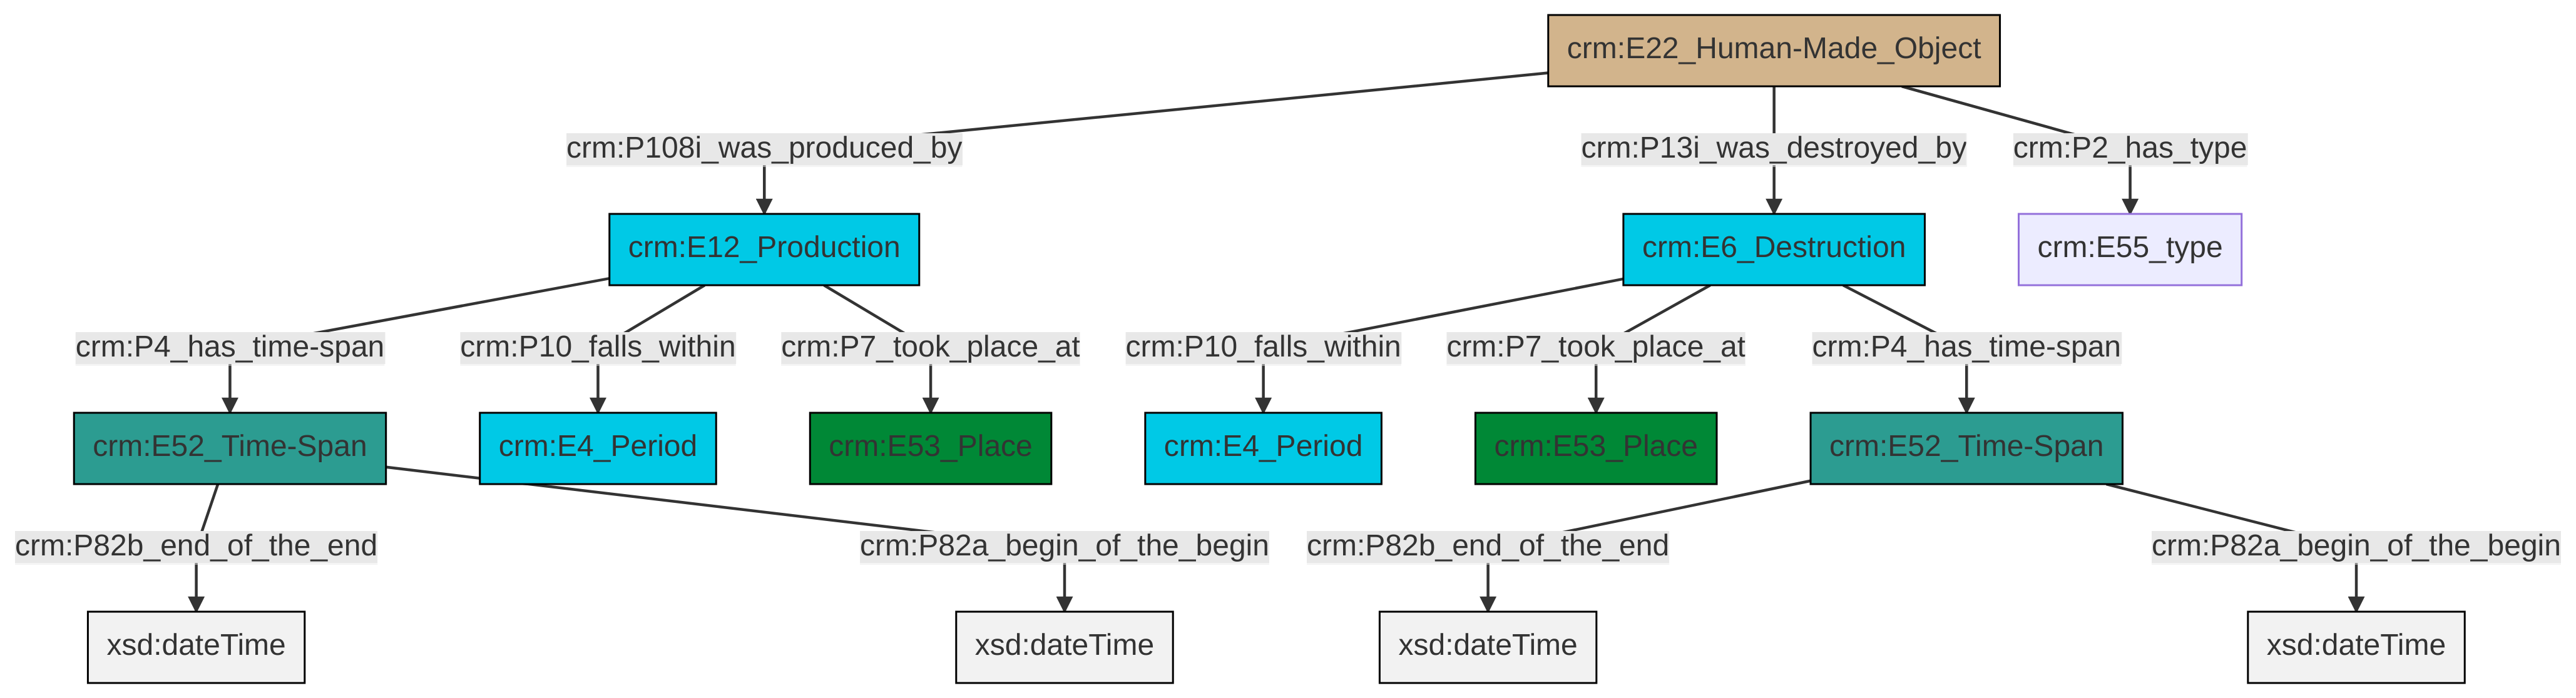 crm:E22_Human-Made_Object
crm:P108i_was_produced_by
crm:P13i_was_destroyed_by
crm:P2_has_type
crm:E12_Production
crm:E6_Destruction
crm:E55_type
crm:P4_has_time-span
crm:P10_falls_within
crm:P7_took_place_at
crm:P10_falls_within
crm:P7_took_place_at
crm:P4_has_time-span
crm:E52_Time-Span
crm:E4_Period
crm:E53_Place
crm:E4_Period
crm:E53_Place
crm:E52_Time-Span
crm:P82b_end_of_the_end
crm:P82a_begin_of_the_begin
crm:P82b_end_of_the_end
crm:P82a_begin_of_the_begin
xsd:dateTime
xsd:dateTime
xsd:dateTime
xsd:dateTime